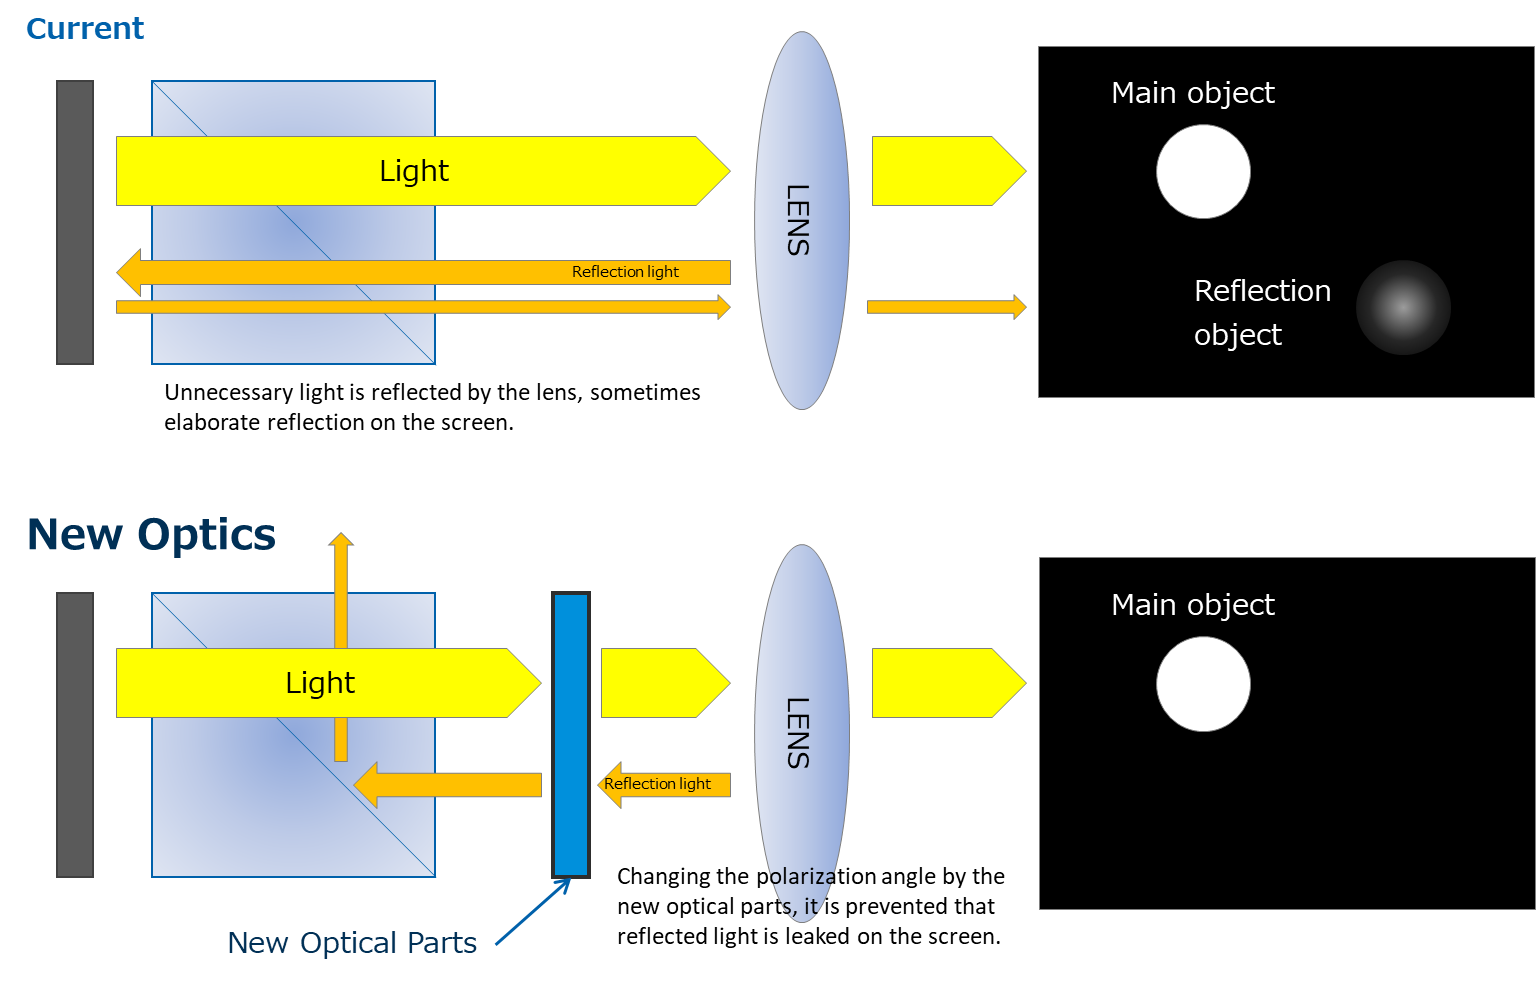 Current
Light
LENS
Reflection light
Main object
Reflection
object
Unnecessary light is reflected by the lens, sometimes
elaborate reflection on the screen.
New Optics
Light
LENS
Reflection light
Main object
Changing the polarization angle by the
new optical parts, it is prevented that
reflected light is leaked on the screen.
New Optical Parts